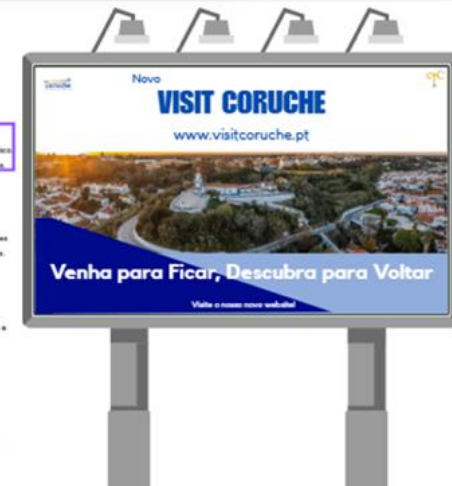 Novo
VISIT CORUCHE
www.visitcoruche.pt
Venha para Ficar, Descubra para Voltar
Visite o nosso novo website!